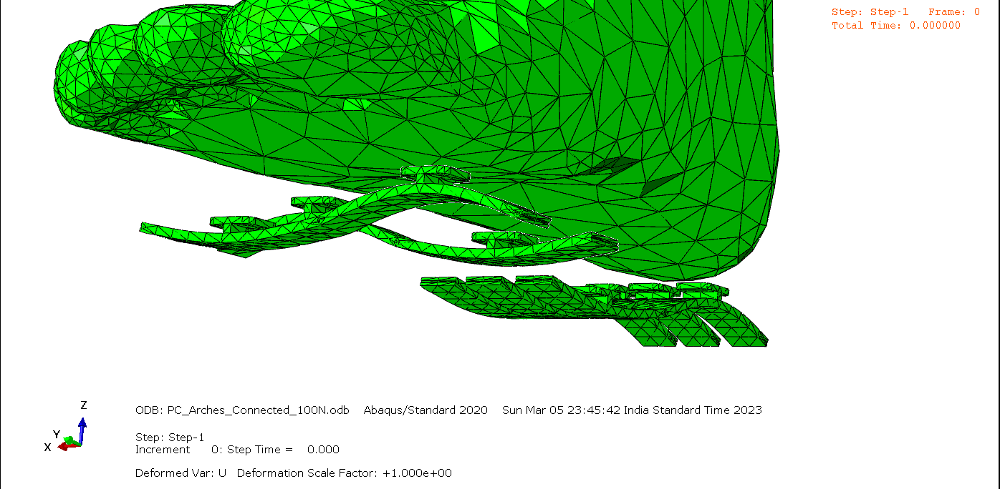 Step: Step-1   Frame: 0
Total Time: 0.000000
Z
Y
X
ODB: PC_Arches_Connected_100N.odb    Abaqus/Standard 2020    Sun Mar 05 23:45:42 India Standard Time 2023
Step: Step-1
Increment      0: Step Time =    0.000
Deformed Var: U   Deformation Scale Factor: +1.000e+00